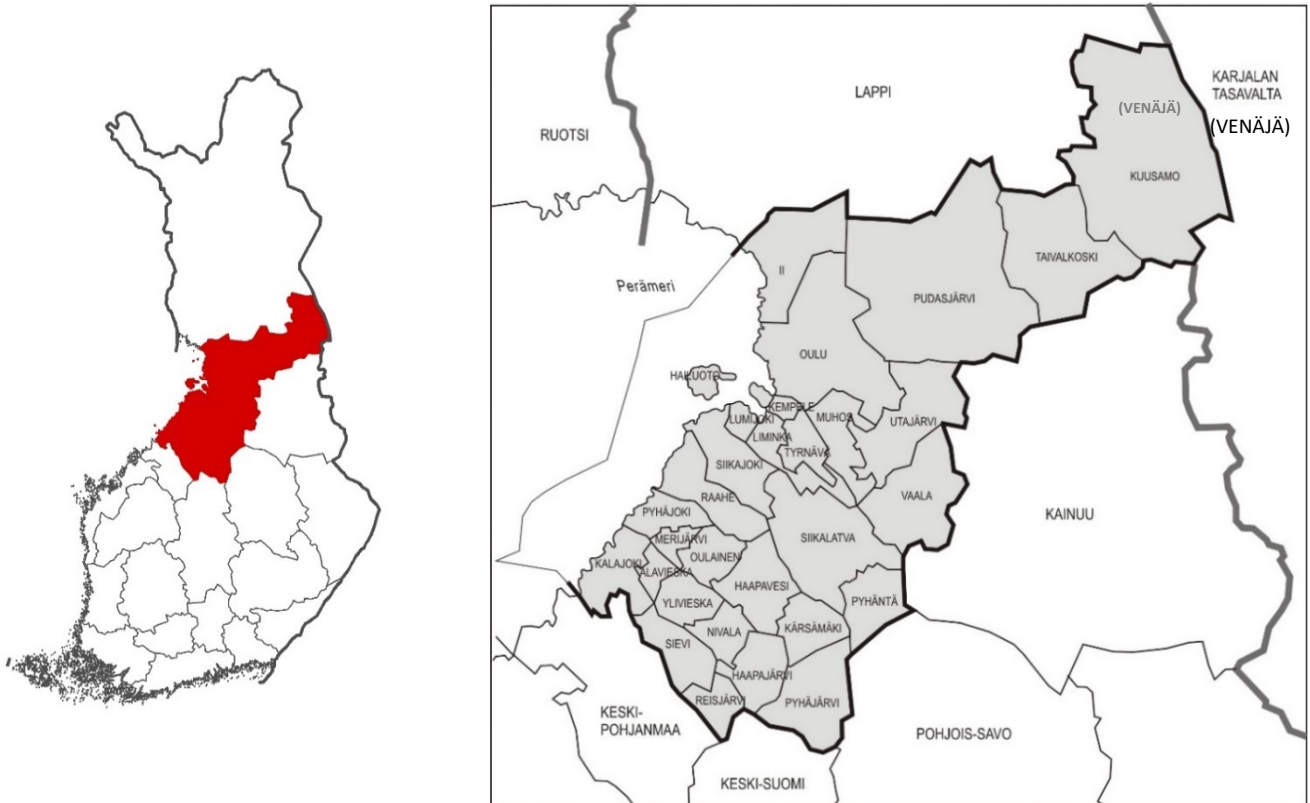 LAPPI
KARJALAN
TASAVALTA
(VENÄJÄ)
(VENÄJÄ)
RUOTSI
KUUSAMO
TAIVALKOSKI
II
Perämeri
PUDASJÄRVI
OULU
HAILUOTO
KEMPELE
LUMIJOKI
MUHOS
UTAJÄRVI
LIMINKA
TYRNÄVÄ
SIIKAJOKI
RAAHE
VAALA
PYHÄJOKI
KAINUU
MERIJÄRVI
SIIKALATVA
OULAINEN
KALAJOKI
ALAVIESKA
HAAPAVESI
YLIVIESKA
PYHÄNTÄ
NIVALA
KÄRSÄMÄKI
SIEVI
HAAPAJÄRVI
REISJÄRVI
PYHÄJÄRVI
KESKI-
POHJANMAA
POHJOIS-SAVO
KESKI-SUOMI